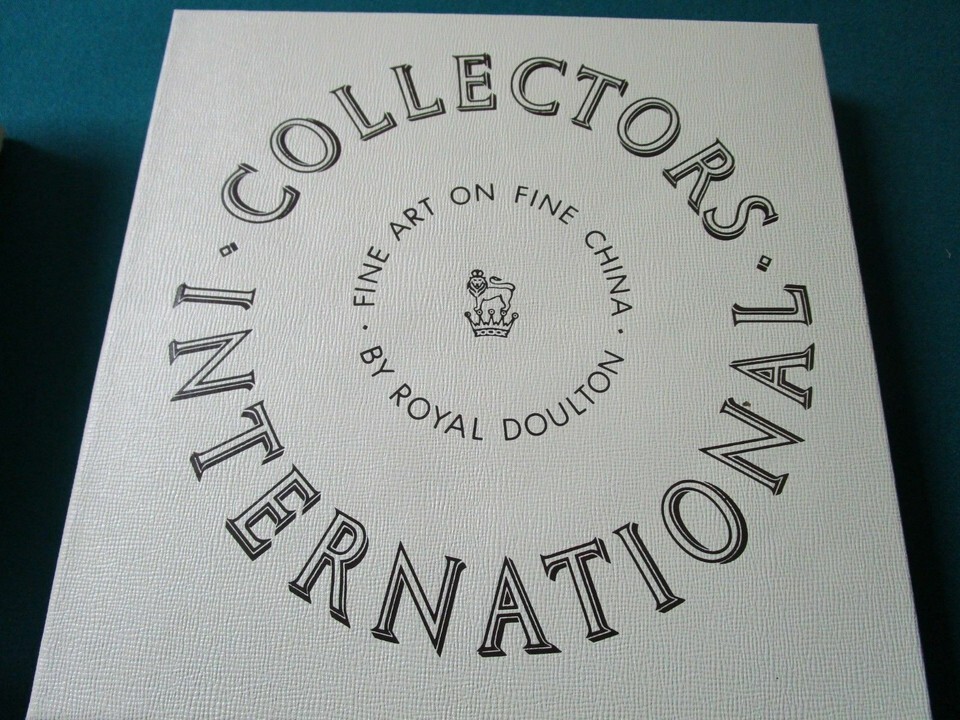 · COLLECTORS ·
INTERNATIONAL
· FINE ART ON FINE CHINA ·
BY ROYAL DOULTON